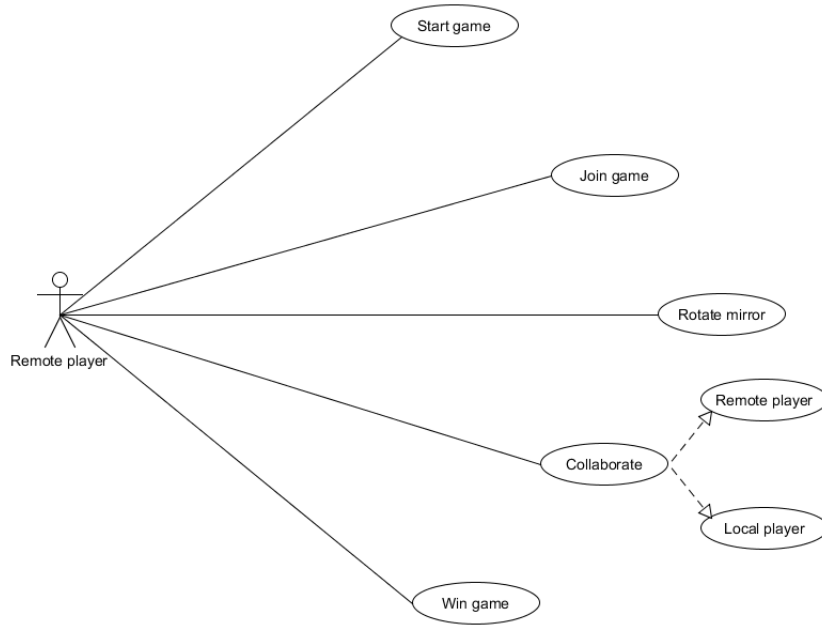 Start game
Join game
Rotate mirror
Remote player
Remote player
Collaborate
Local player
Win game